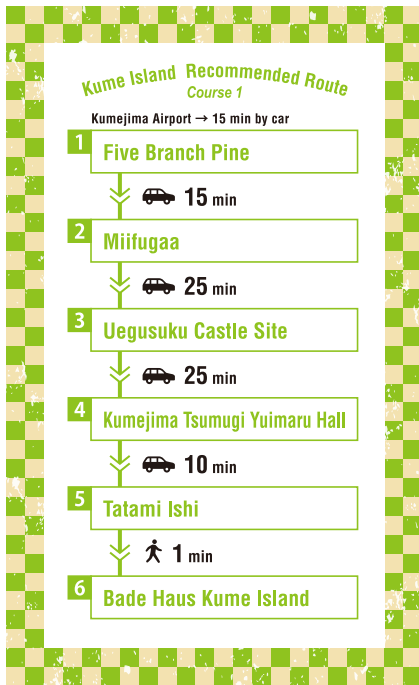 Kume Island Recommended Route
Course 1
Kumejima Airport → 15 min by car
1
Five Branch Pine
15 min
2
Miifugaa
25 min
3
Uegusuku Castle Site
25 min
4
Kumejima Tsumugi Yuimaru Hall
10 min
5
Tatami Ishi
1 min
6
Bade Haus Kume Island